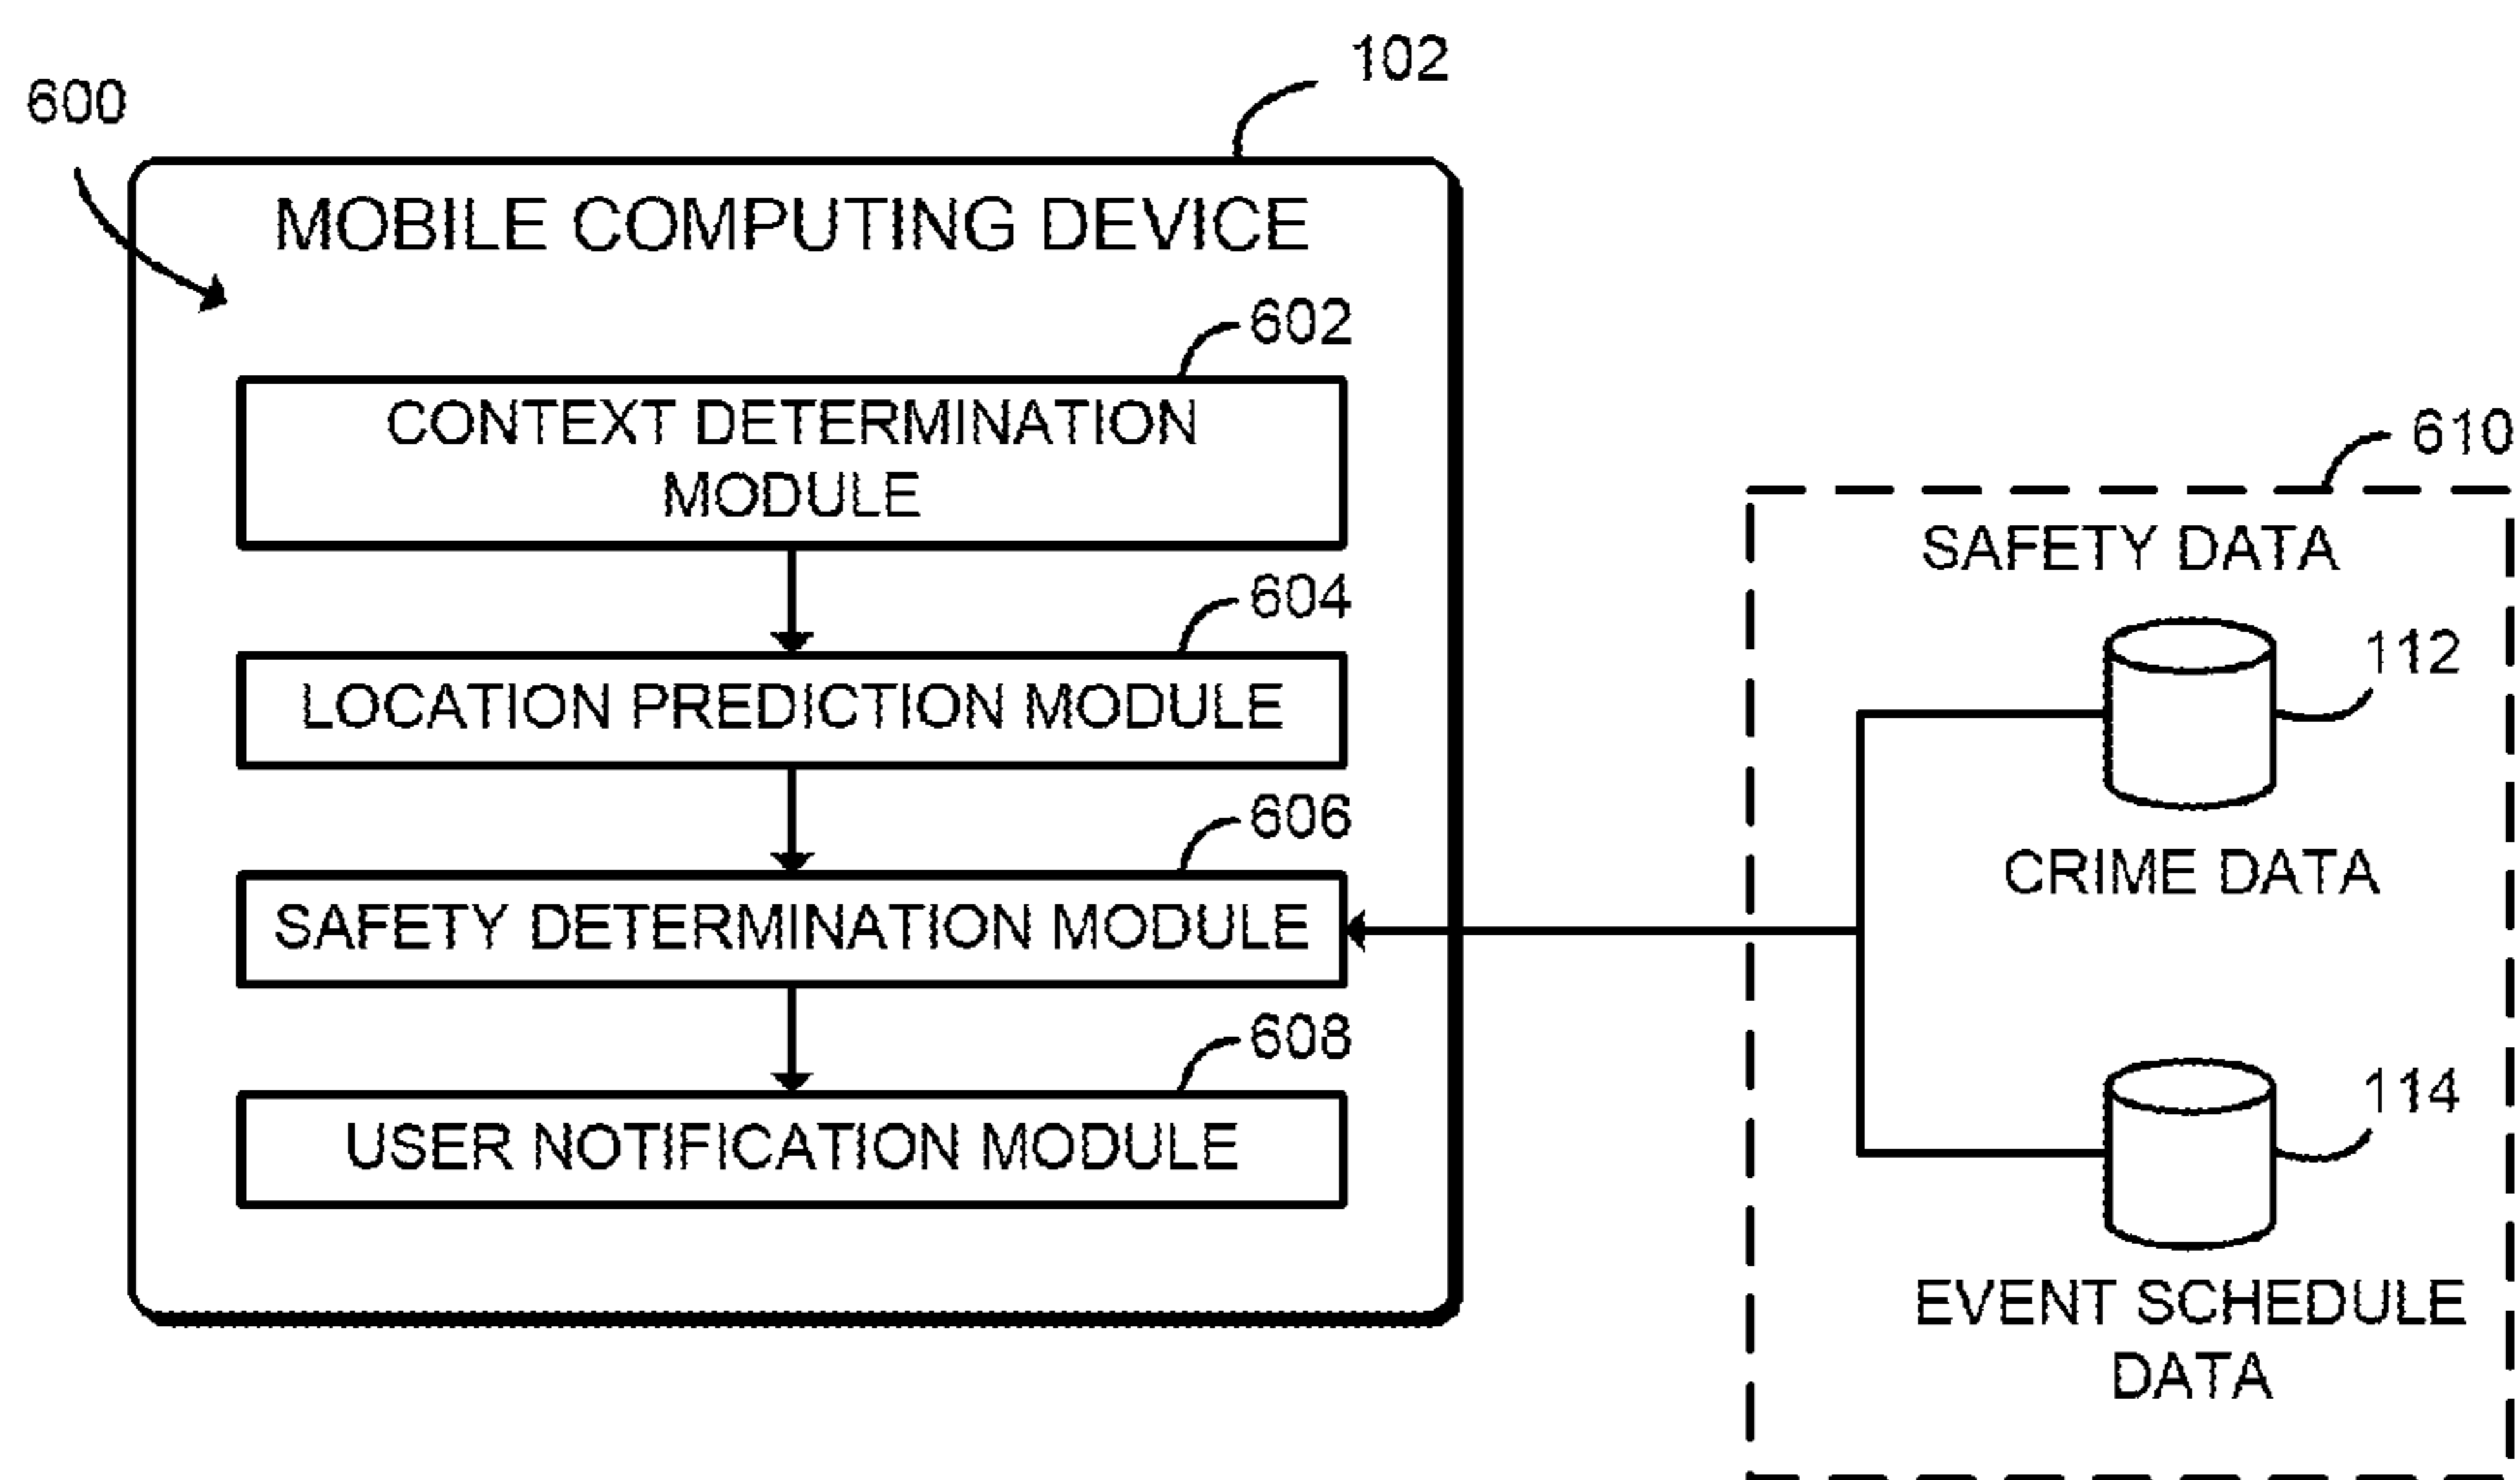 102
600
MOBILE COMPUTING DEVICE
602
CONTEXT DETERMINATION
MODULE
604
LOCATION PREDICTION MODULE
606
SAFETY DETERMINATION MODULE
608
USER NOTIFICATION MODULE
610
SAFETY DATA
112
CRIME DATA
114
EVENT SCHEDULE
DATA